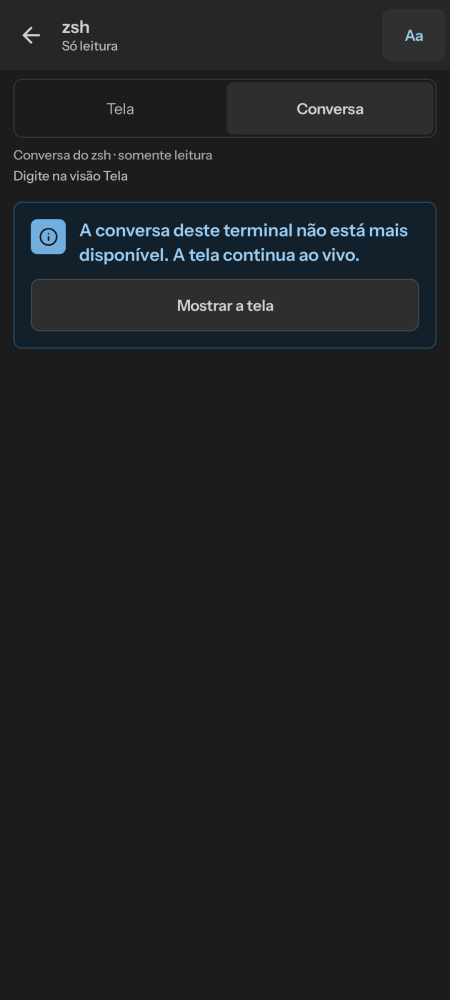 zsh
Só leitura
Aa
Tela
Conversa
Conversa do zsh · somente leitura
Digite na visão Tela
A conversa deste terminal não está mais
disponível. A tela continua ao vivo.
Mostrar a tela